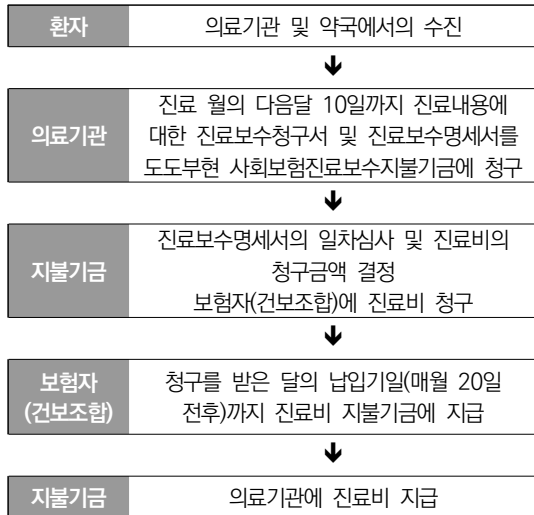 환자
의료기관 및 약국에서의 수진
의료기관
진료 월의 다음달 10일까지 진료내용에
대한 진료보수청구서 및 진료보수명세서를
도도부현 사회보험진료보수지불기금에 청구
지불기금
진료보수명세서의 일차심사 및 진료비의
청구금액 결정
보험자(건보조합)에 진료비 청구
보험자
(건보조합)
청구를 받은 달의 납입기일(매월 20일
전후)까지 진료비 지불기금에 지급
지불기금
의료기관에 진료비 지급